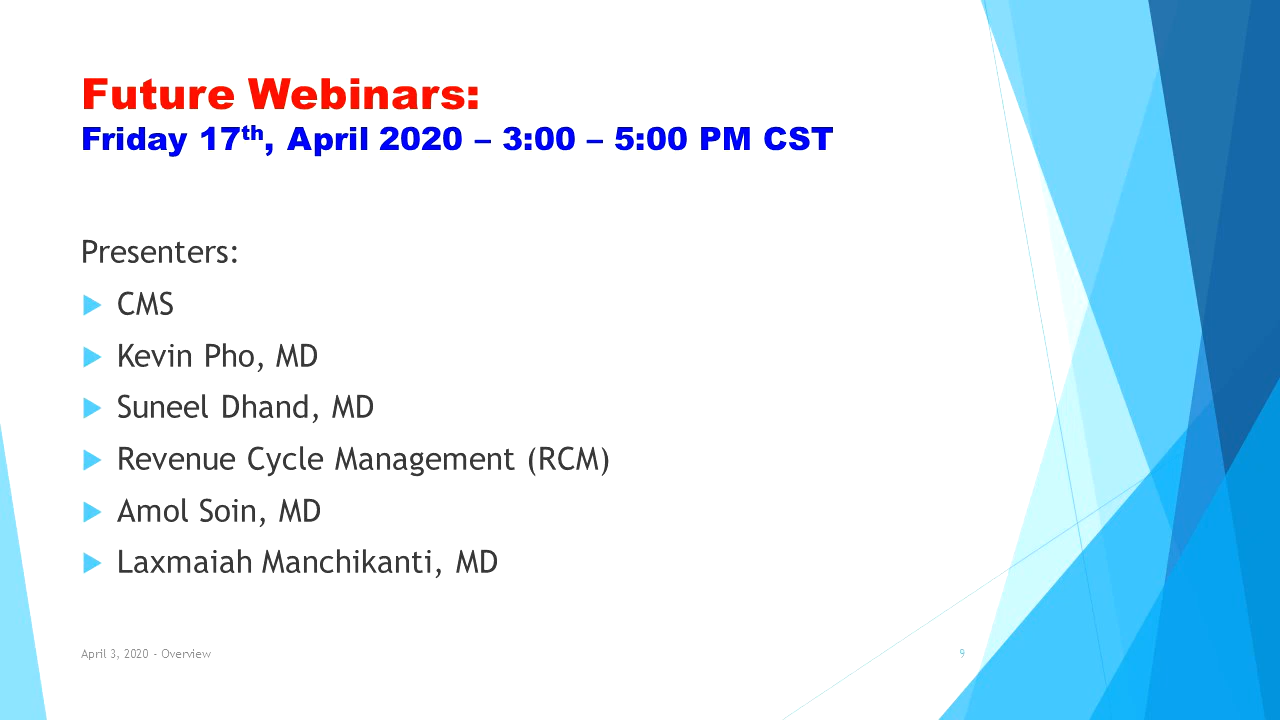 Future Webinars:
Friday 17th, April 2020 – 3:00 – 5:00 PM CST
Presenters:
CMS
Kevin Pho, MD
Suneel Dhand, MD
Revenue Cycle Management (RCM)
Amol Soin, MD
Laxmaiah Manchikanti, MD
April 3, 2020 - Overview
9